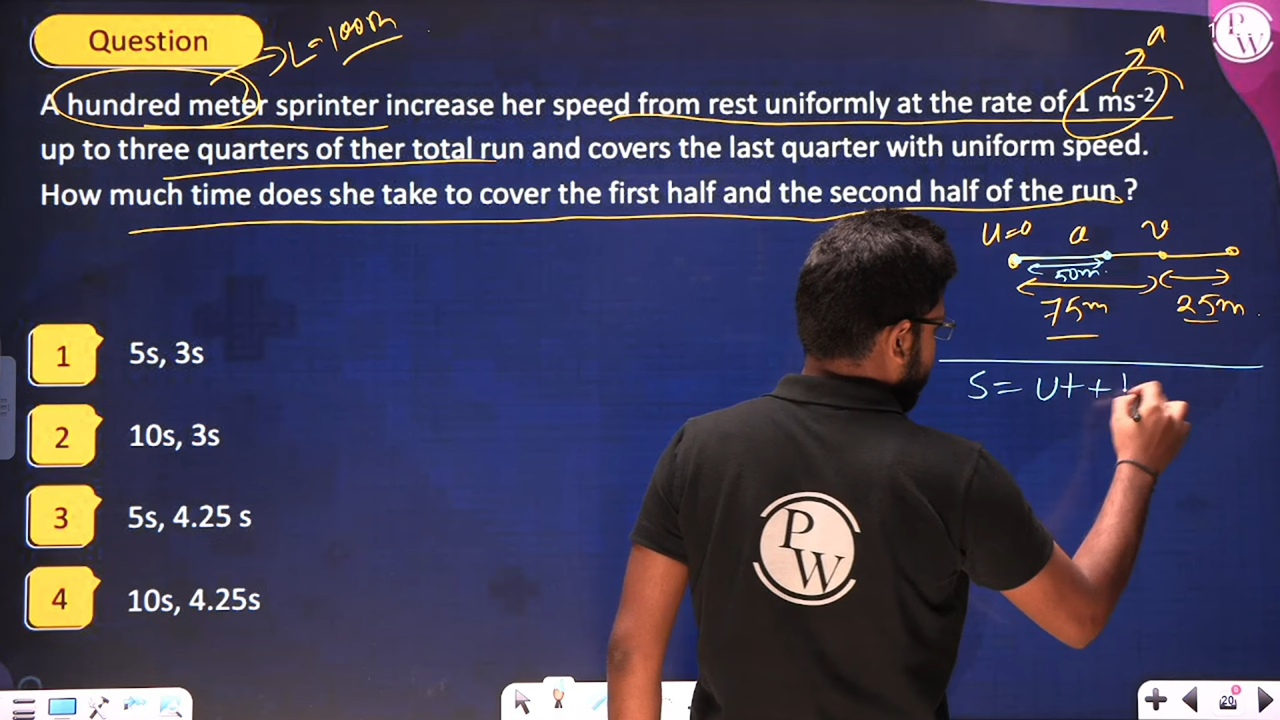 Question
L=100m
A hundred meter sprinter increase her speed from rest uniformly at the rate of 1 ms-2
a
up to three quarters of ther total run and covers the last quarter with uniform speed.
How much time does she take to cover the first half and the second half of the run ?
u=0 a v
50m
75m 25m
S = ut +
1 5s, 3s
2 10s, 3s
3 5s, 4.25 s
4 10s, 4.25s
PW
PW
20